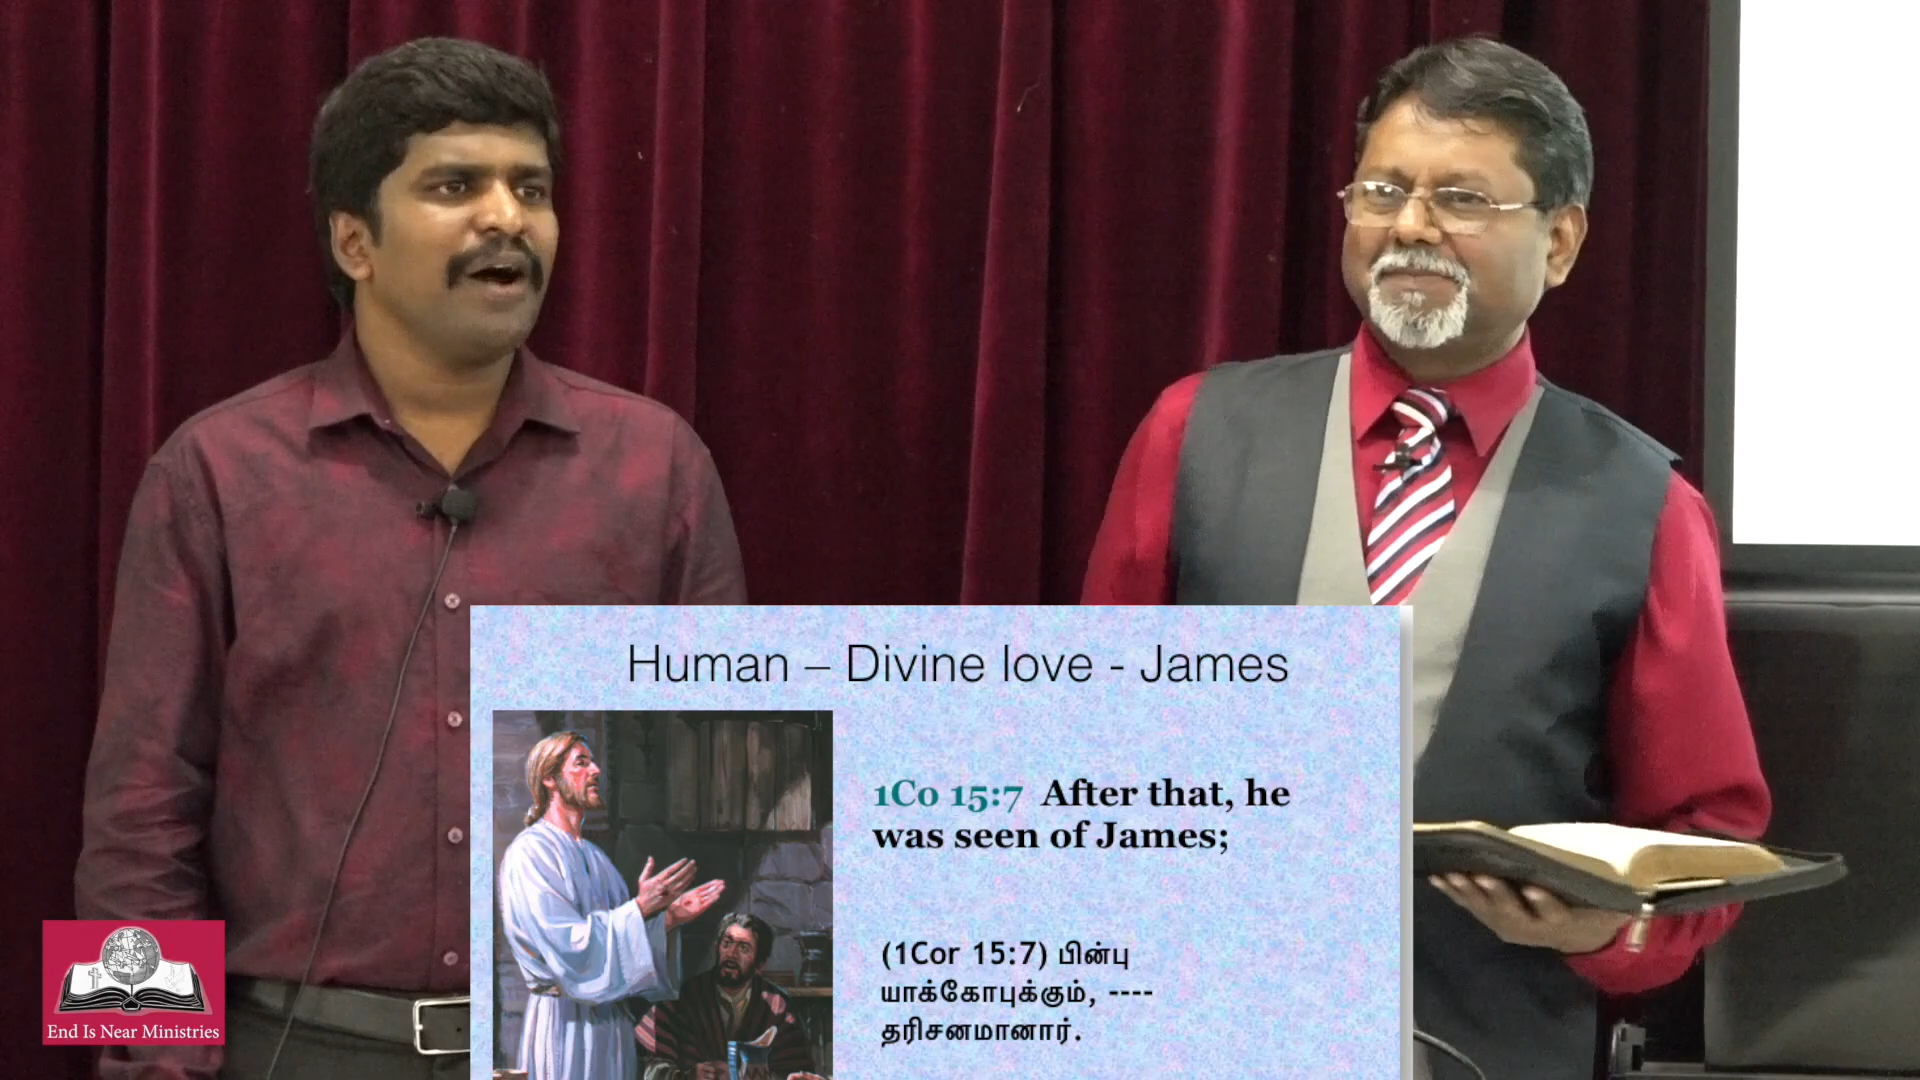 Human – Divine love - James
1Co 15:7 After that, he
was seen of James;
(1Cor 15:7) பின்பு
யாக்கோபுக்கும், ----
தரிசனமானார்.
End Is Near Ministries